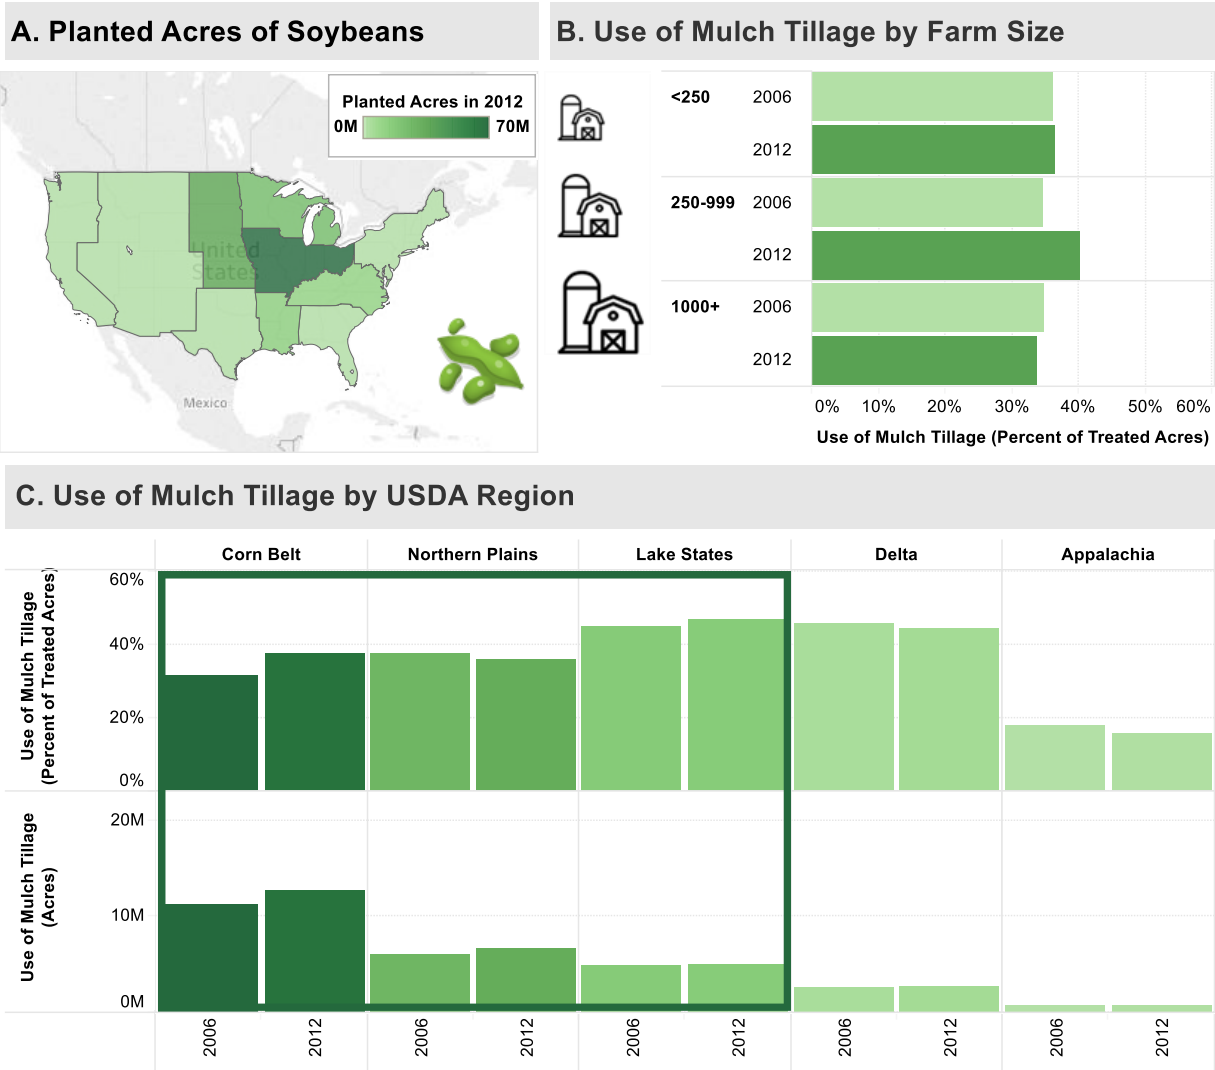 A. Planted Acres of Soybeans
Planted Acres in 2012
0M 70M
United
States
Mexico
B. Use of Mulch Tillage by Farm Size
<250 2006
2012
250-999 2006
2012
1000+ 2006
2012
0% 10% 20% 30% 40% 50% 60%
Use of Mulch Tillage (Percent of Treated Acres)
C. Use of Mulch Tillage by USDA Region
Corn Belt Northern Plains Lake States Delta Appalachia
Use of Mulch Tillage
(Percent of Treated Acres)
60%
40%
20%
0%
Use of Mulch Tillage
(Acres)
20M
10M
0M
2006 2012 2006 2012 2006 2012 2006 2012 2006 2012